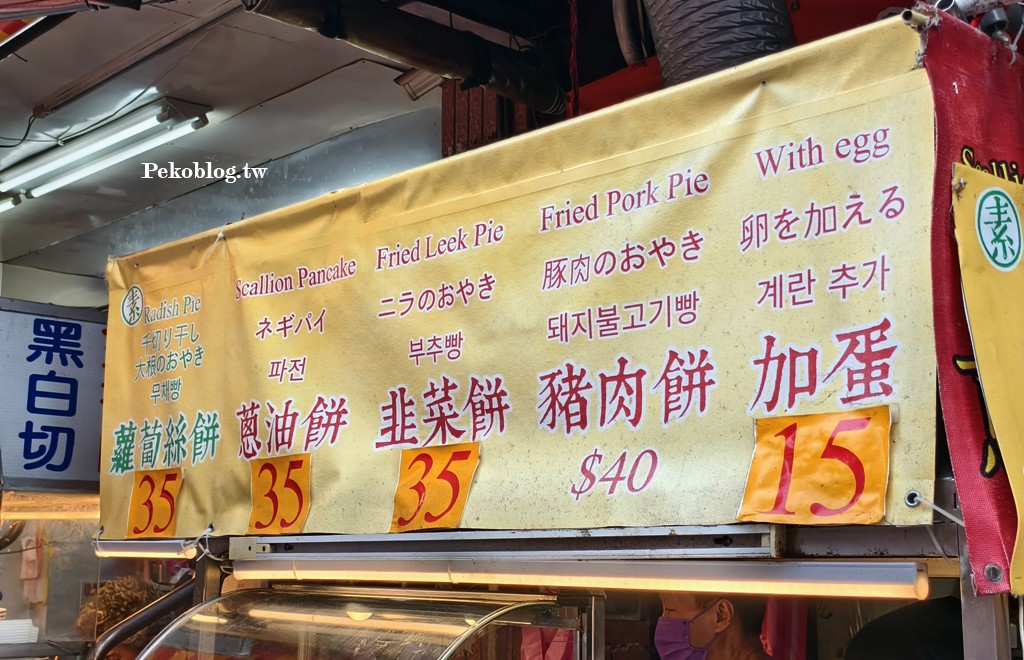 Pekoblog.tw
黑白切
素
Radish Pie
千切り干し
大根のおやき
무채빵
蘿蔔絲餅
35
Scallion Pancake
ネギパイ
파전
蔥油餅
35
Fried Leek Pie
ニラのおやき
부추빵
韭菜餅
35
Fried Pork Pie
豚肉のおやき
돼지불고기빵
豬肉餅
$40
With egg
卵を加える
계란 추가
加蛋
15
素